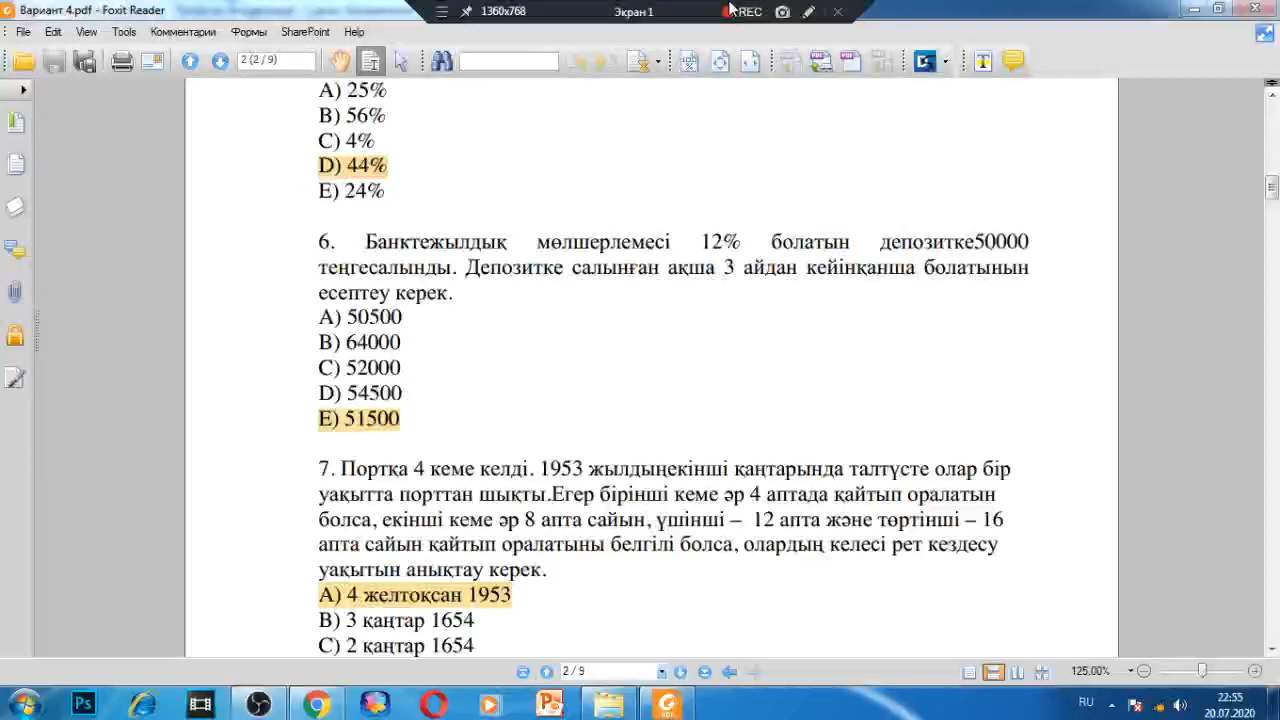 Вариант 4.pdf - Foxit Reader
1360x768
Экран 1
REC
File Edit View Tools Комментарии Формы SharePoint Help
2 (2 / 9)
A) 25%
B) 56%
C) 4%
D) 44%
E) 24%
6. Банктежылдық мөлшерлемесі 12% болатын депозитке50000
теңгесалынды. Депозитке салынған ақша 3 айдан кейінқанша болатынын
есептеу керек.
A) 50500
B) 64000
C) 52000
D) 54500
E) 51500
7. Портқа 4 кеме келді. 1953 жылдыңекінші қаңтарында талтүсте олар бір
уақытта порттан шықты.Егер бірінші кеме әр 4 аптада қайтып оралатын
болса, екінші кеме әр 8 апта сайын, үшінші – 12 апта және төртінші – 16
апта сайын қайтып оралатыны белгілі болса, олардың келесі рет кездесу
уақытын анықтау керек.
A) 4 желтоқсан 1953
B) 3 қаңтар 1654
C) 2 қаңтар 1654
2 / 9
125.00%
Ps
RU
22:55
20.07.2020